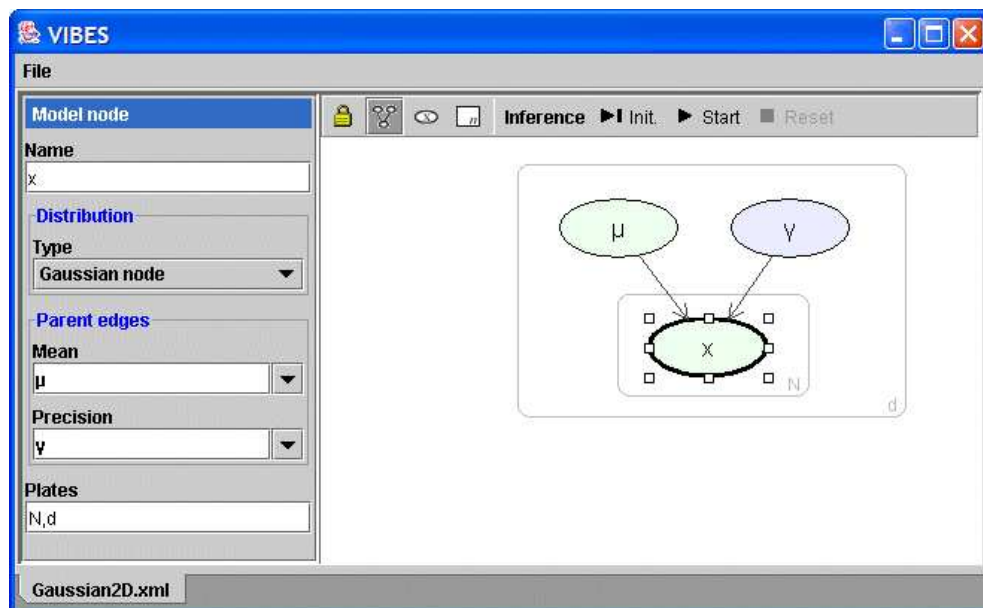 VIBES
File
Model node
Name
x
Distribution
Type
Gaussian node
Parent edges
Mean
μ
Precision
γ
Plates
N,d
n Inference Init. Start Reset
μ γ
x
N
d
Gaussian2D.xml